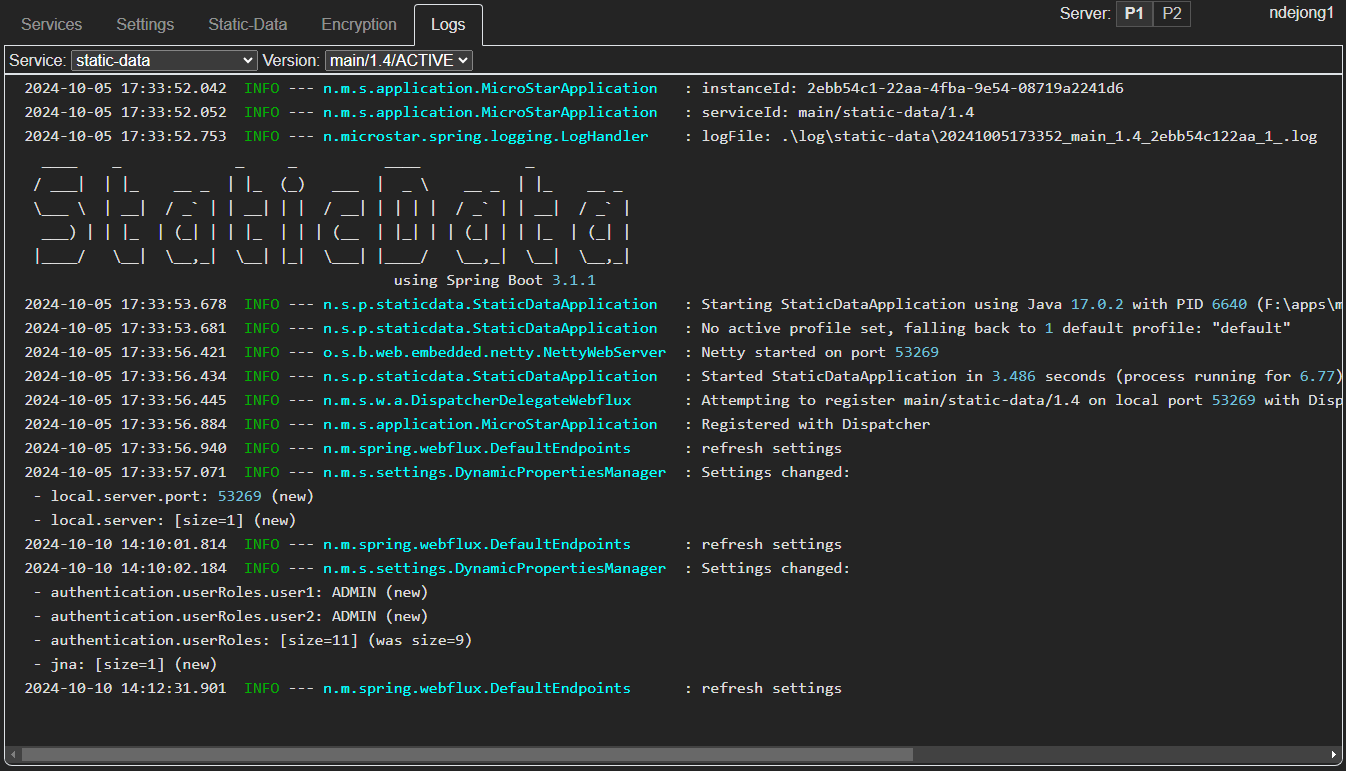 Services Settings Static-Data Encryption Logs Server: P1 P2 ndejong1
Service: static-data Version: main/1.4/ACTIVE
2024-10-05 17:33:52.042 INFO --- n.m.s.application.MicroStarApplication : instanceId: 2ebb54c1-22aa-4fba-9e54-08719a2241d6
2024-10-05 17:33:52.052 INFO --- n.m.s.application.MicroStarApplication : serviceId: main/static-data/1.4
2024-10-05 17:33:52.753 INFO --- n.microstar.spring.logging.LogHandler : logFile: .\log\static-data\20241005173352_main_1.4_2ebb54c122aa_1_.log
StaticData
using Spring Boot 3.1.1
2024-10-05 17:33:53.678 INFO --- n.s.p.staticdata.StaticDataApplication : Starting StaticDataApplication using Java 17.0.2 with PID 6640 (F:\apps\m
2024-10-05 17:33:53.681 INFO --- n.s.p.staticdata.StaticDataApplication : No active profile set, falling back to 1 default profile: "default"
2024-10-05 17:33:56.421 INFO --- o.s.b.web.embedded.netty.NettyWebServer : Netty started on port 53269
2024-10-05 17:33:56.434 INFO --- n.s.p.staticdata.StaticDataApplication : Started StaticDataApplication in 3.486 seconds (process running for 6.77)
2024-10-05 17:33:56.445 INFO --- n.m.s.w.a.DispatcherDelegateWebflux : Attempting to register main/static-data/1.4 on local port 53269 with Disp
2024-10-05 17:33:56.884 INFO --- n.m.s.application.MicroStarApplication : Registered with Dispatcher
2024-10-05 17:33:56.940 INFO --- n.m.spring.webflux.DefaultEndpoints : refresh settings
2024-10-05 17:33:57.071 INFO --- n.m.s.settings.DynamicPropertiesManager : Settings changed:
- local.server.port: 53269 (new)
- local.server: [size=1] (new)
2024-10-10 14:10:01.814 INFO --- n.m.spring.webflux.DefaultEndpoints : refresh settings
2024-10-10 14:10:02.184 INFO --- n.m.s.settings.DynamicPropertiesManager : Settings changed:
- authentication.userRoles.user1: ADMIN (new)
- authentication.userRoles.user2: ADMIN (new)
- authentication.userRoles: [size=11] (was size=9)
- jna: [size=1] (new)
2024-10-10 14:12:31.901 INFO --- n.m.spring.webflux.DefaultEndpoints : refresh settings